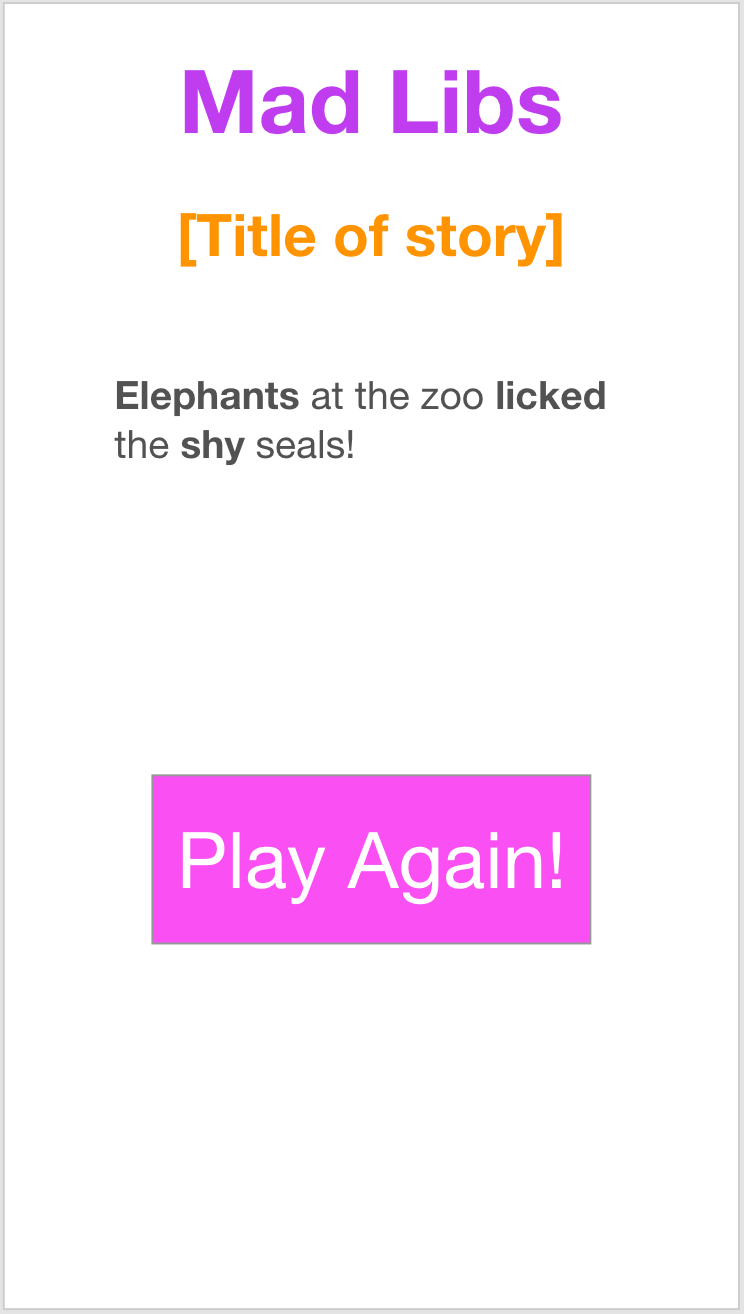 Mad Libs
[Title of story]
Elephants at the zoo licked
the shy seals!
Play Again!